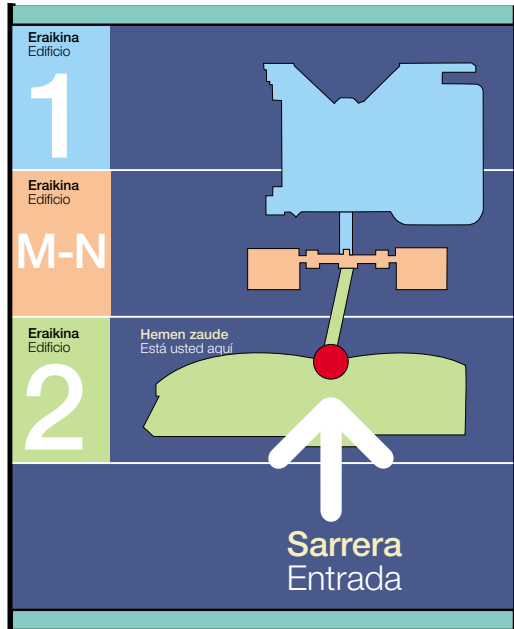 Eraikina
Edificio
1
Eraikina
Edificio
M-N
Eraikina
Edificio
2
Hemen zaude
Está usted aquí
Sarrera
Entrada